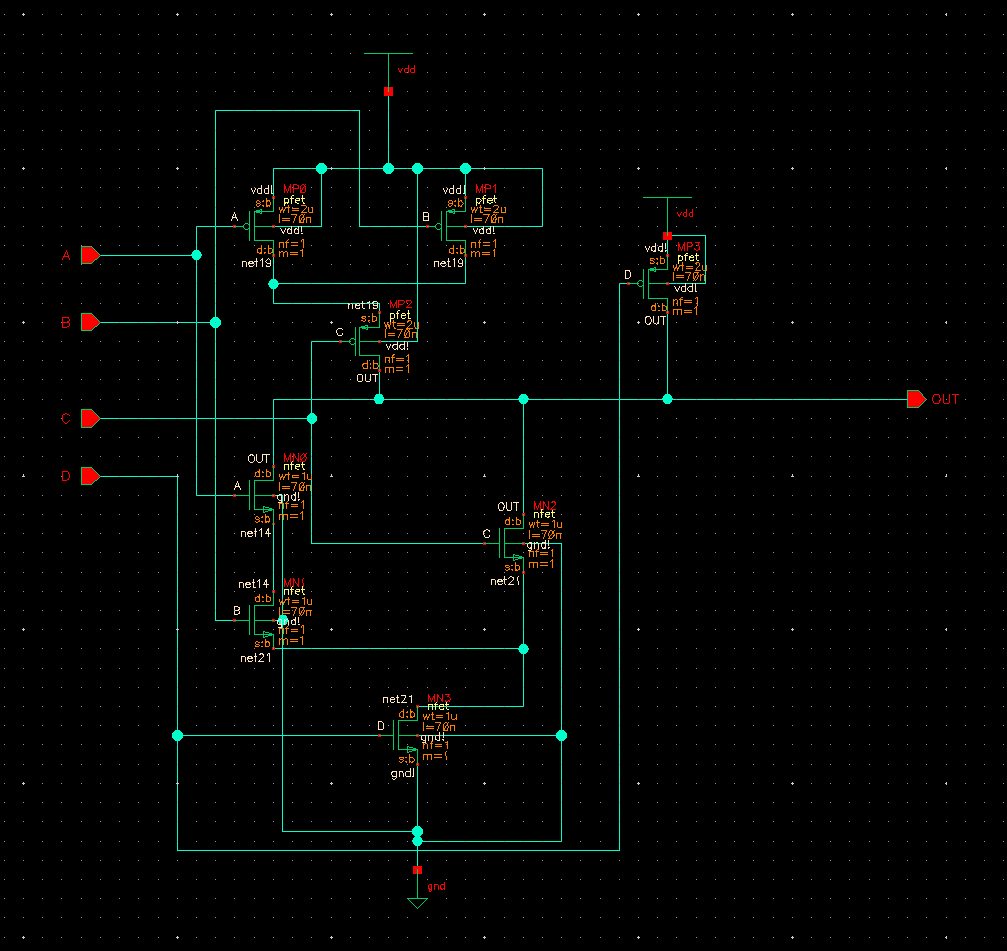 vdd
vdd!
MP0
pfet
s:b
wt=2u
l=70n
A
vdd!
nf=1
d:b
m=1
net19
vdd!
MP1
pfet
s:b
wt=2u
l=70n
B
vdd!
nf=1
d:b
m=1
net19
vdd
vdd!
MP3
pfet
s:b
wt=2u
l=70n
D
vdd!
nf=1
d:b
m=1
OUT
A
B
net19
MP2
pfet
s:b
wt=2u
l=70n
C
vdd!
nf=1
d:b
m=1
OUT
OUT
C
D
OUT
MN0
nfet
d:b
wt=1u
l=70n
A
gnd!
nf=1
s:b
m=1
net14
OUT
MN2
nfet
d:b
wt=1u
l=70n
C
gnd!
nf=1
s:b
m=1
net21
net14
MN1
nfet
d:b
wt=1u
l=70n
B
gnd!
nf=1
s:b
m=1
net21
net21
MN3
nfet
d:b
wt=1u
l=70n
D
gnd!
nf=1
s:b
m=1
gnd!
gnd